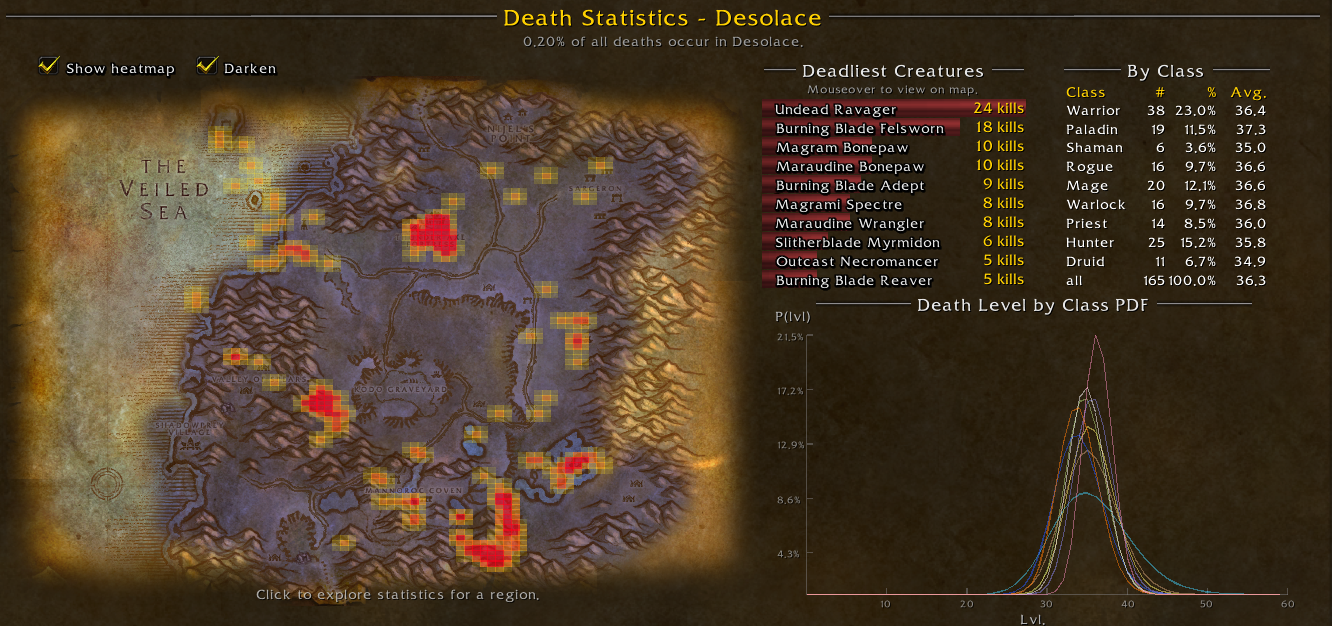 Death Statistics - Desolace
0,20% of all deaths occur in Desolace.
Show heatmap
Darken
THE
VEILED
SEA
NIJEL'S
POINT
SARGERON
KODO GRAVEYARD
SHADOWPREY
VILLAGE
MANNOROC COVEN
Click to explore statistics for a region.
Deadliest Creatures
Mouseover to view on map.
Undead Ravager 24 kills
Burning Blade Felsworn 18 kills
Magram Bonepaw 10 kills
Maraudine Bonepaw 10 kills
Burning Blade Adept 9 kills
Magrami Spectre 8 kills
Maraudine Wrangler 8 kills
Slitherblade Myrmidon 6 kills
Outcast Necromancer 5 kills
Burning Blade Reaver 5 kills
By Class
Class # % Avg.
Warrior 38 23,0% 36,4
Paladin 19 11,5% 37,3
Shaman 6 3,6% 35,0
Rogue 16 9,7% 36,6
Mage 20 12,1% 36,6
Warlock 16 9,7% 36,8
Priest 14 8,5% 36,0
Hunter 25 15,2% 35,8
Druid 11 6,7% 34,9
all 165 100,0% 36,3
Death Level by Class PDF
P(lvl)
21,5%
17,2%
12,9%
8,6%
4,3%
10 20 30 40 50 60
Lvl.